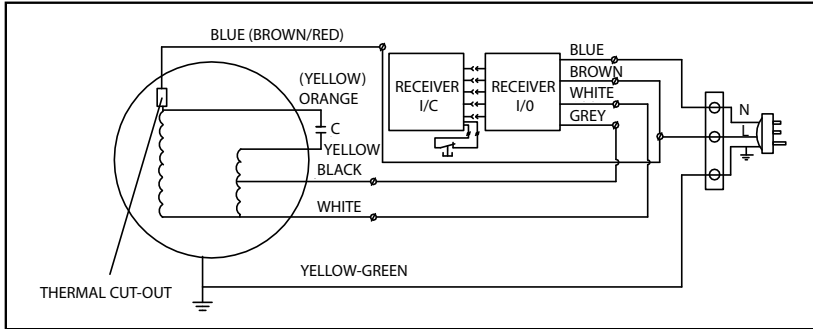 BLUE (BROWN/RED)
(YELLOW)
ORANGE
C
YELLOW
BLACK
WHITE
YELLOW-GREEN
THERMAL CUT-OUT
RECEIVER
I/C
RECEIVER
I/0
BLUE
BROWN
WHITE
GREY
N
L